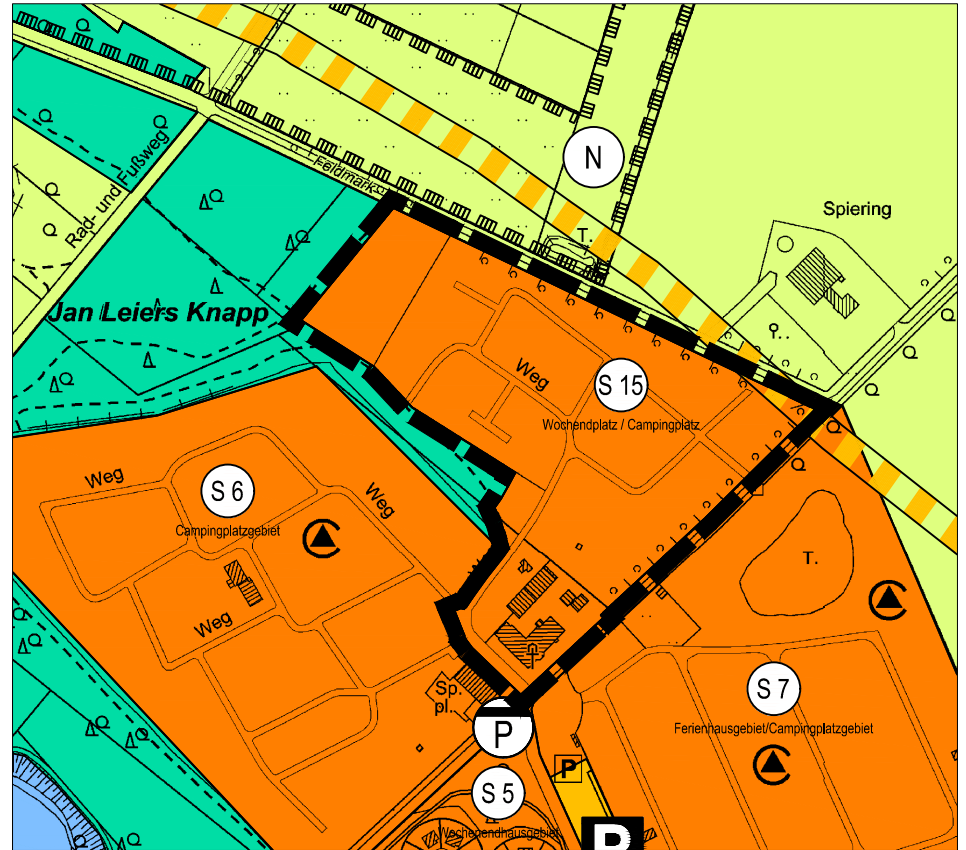 N
Rad- und Fußweg
Feldmark
Spiering
T.
Jan Leiers Knapp
Weg
S 15
Wochendplatz / Campingplatz
Weg
S 6
Weg
Campingplatzgebiet
T.
Weg
Sp.
pl.
S 7
Ferienhausgebiet/Campingplatzgebiet
P
P
S 5
Wochenendhausgebiet
P